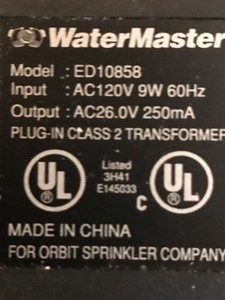 WaterMaster
Model : ED10858
Input : AC120V 9W 60Hz
Output : AC26.0V 250mA
PLUG-IN CLASS 2 TRANSFORMER
UL Listed UL
3H41
® E145033 C ®
MADE IN CHINA
FOR ORBIT SPRINKLER COMPANY